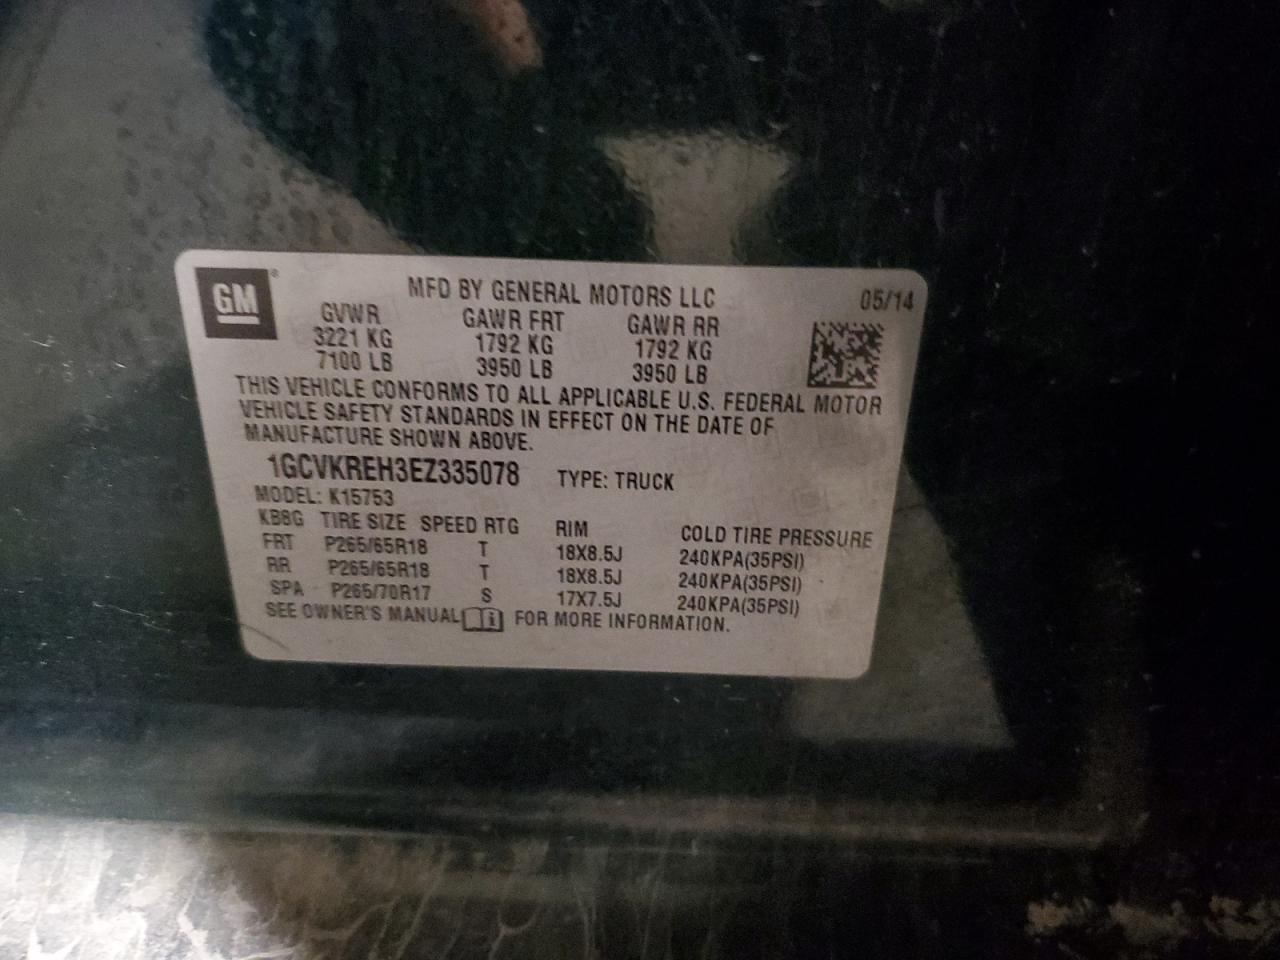 GM
MFD BY GENERAL MOTORS LLC 05/14
GVWR GAWR FRT GAWR RR
3221 KG 1792 KG 1792 KG
7100 LB 3950 LB 3950 LB
THIS VEHICLE CONFORMS TO ALL APPLICABLE U.S. FEDERAL MOTOR
VEHICLE SAFETY STANDARDS IN EFFECT ON THE DATE OF
MANUFACTURE SHOWN ABOVE.
1GCVKREH3EZ335078 TYPE: TRUCK
MODEL: K15753
KB8G TIRE SIZE SPEED RTG RIM COLD TIRE PRESSURE
FRT P265/65R18 T 18X8.5J 240KPA(35PSI)
RR P265/65R18 T 18X8.5J 240KPA(35PSI)
SPA P265/70R17 S 17X7.5J 240KPA(35PSI)
SEE OWNER'S MANUAL FOR MORE INFORMATION.